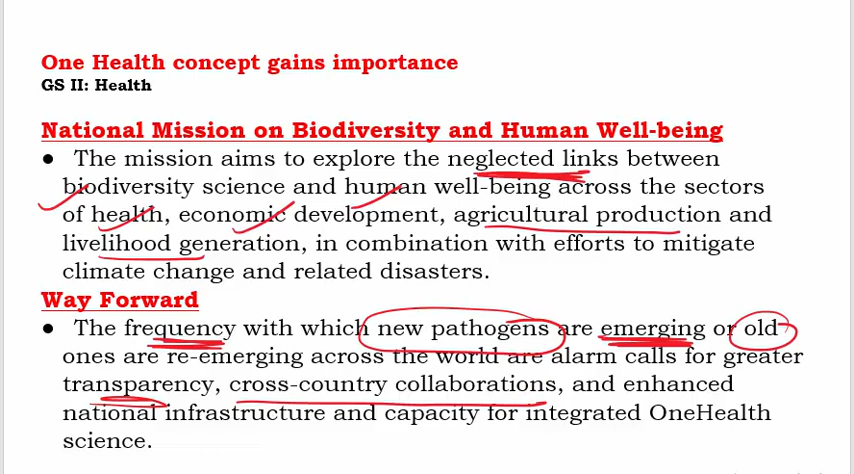 One Health concept gains importance
GS II: Health
National Mission on Biodiversity and Human Well-being
● The mission aims to explore the neglected links between
biodiversity science and human well-being across the sectors
of health, economic development, agricultural production and
livelihood generation, in combination with efforts to mitigate
climate change and related disasters.
Way Forward
● The frequency with which new pathogens are emerging or old
ones are re-emerging across the world are alarm calls for greater
transparency, cross-country collaborations, and enhanced
national infrastructure and capacity for integrated OneHealth
science.